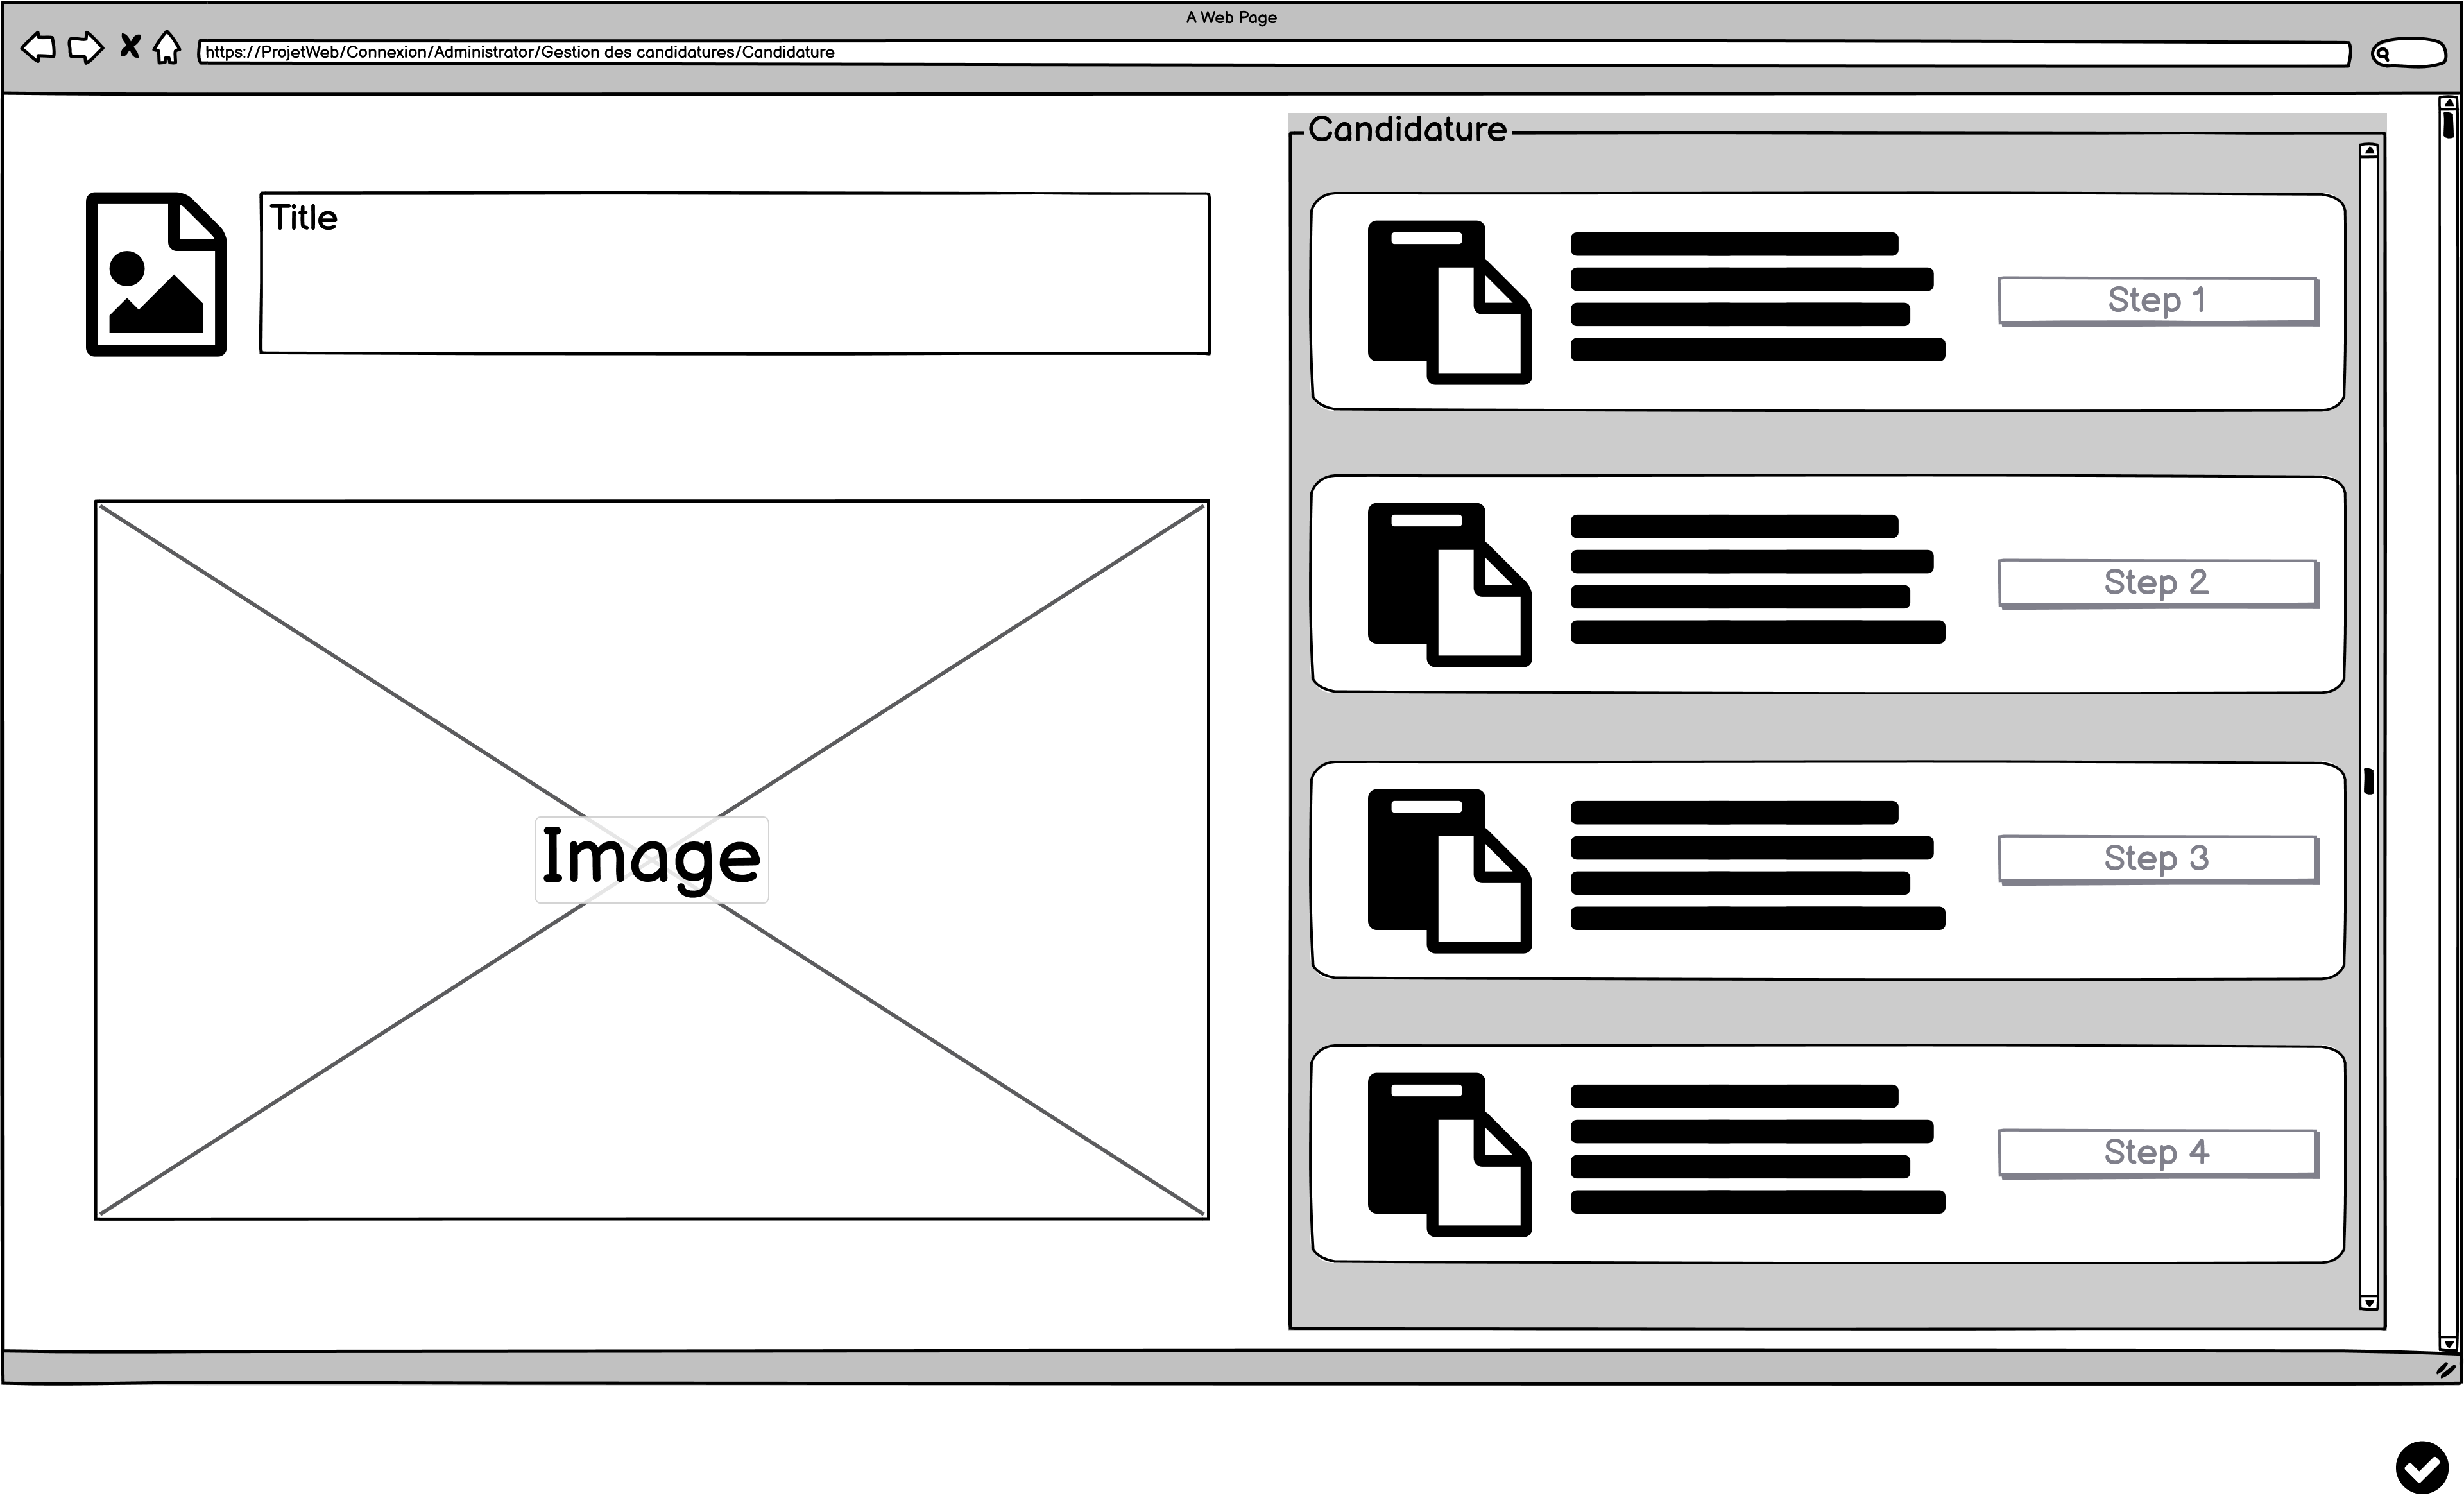 A Web Page
https://ProjetWeb/Connexion/Administrator/Gestion des candidatures/Candidature
Title
Image
Candidature
Step 1
Step 2
Step 3
Step 4